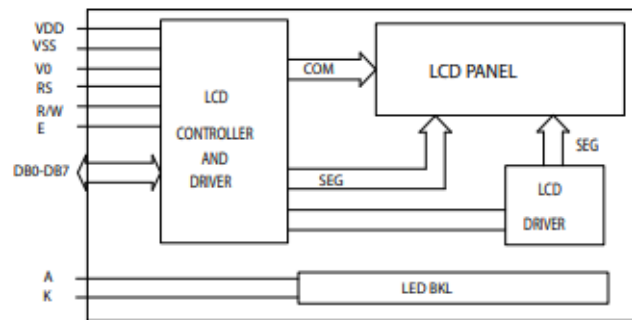 VDD
VSS
V0
RS
R/W
E
DB0-DB7
A
K
LCD
CONTROLLER
AND
DRIVER
COM
SEG
LCD PANEL
SEG
LCD
DRIVER
LED BKL